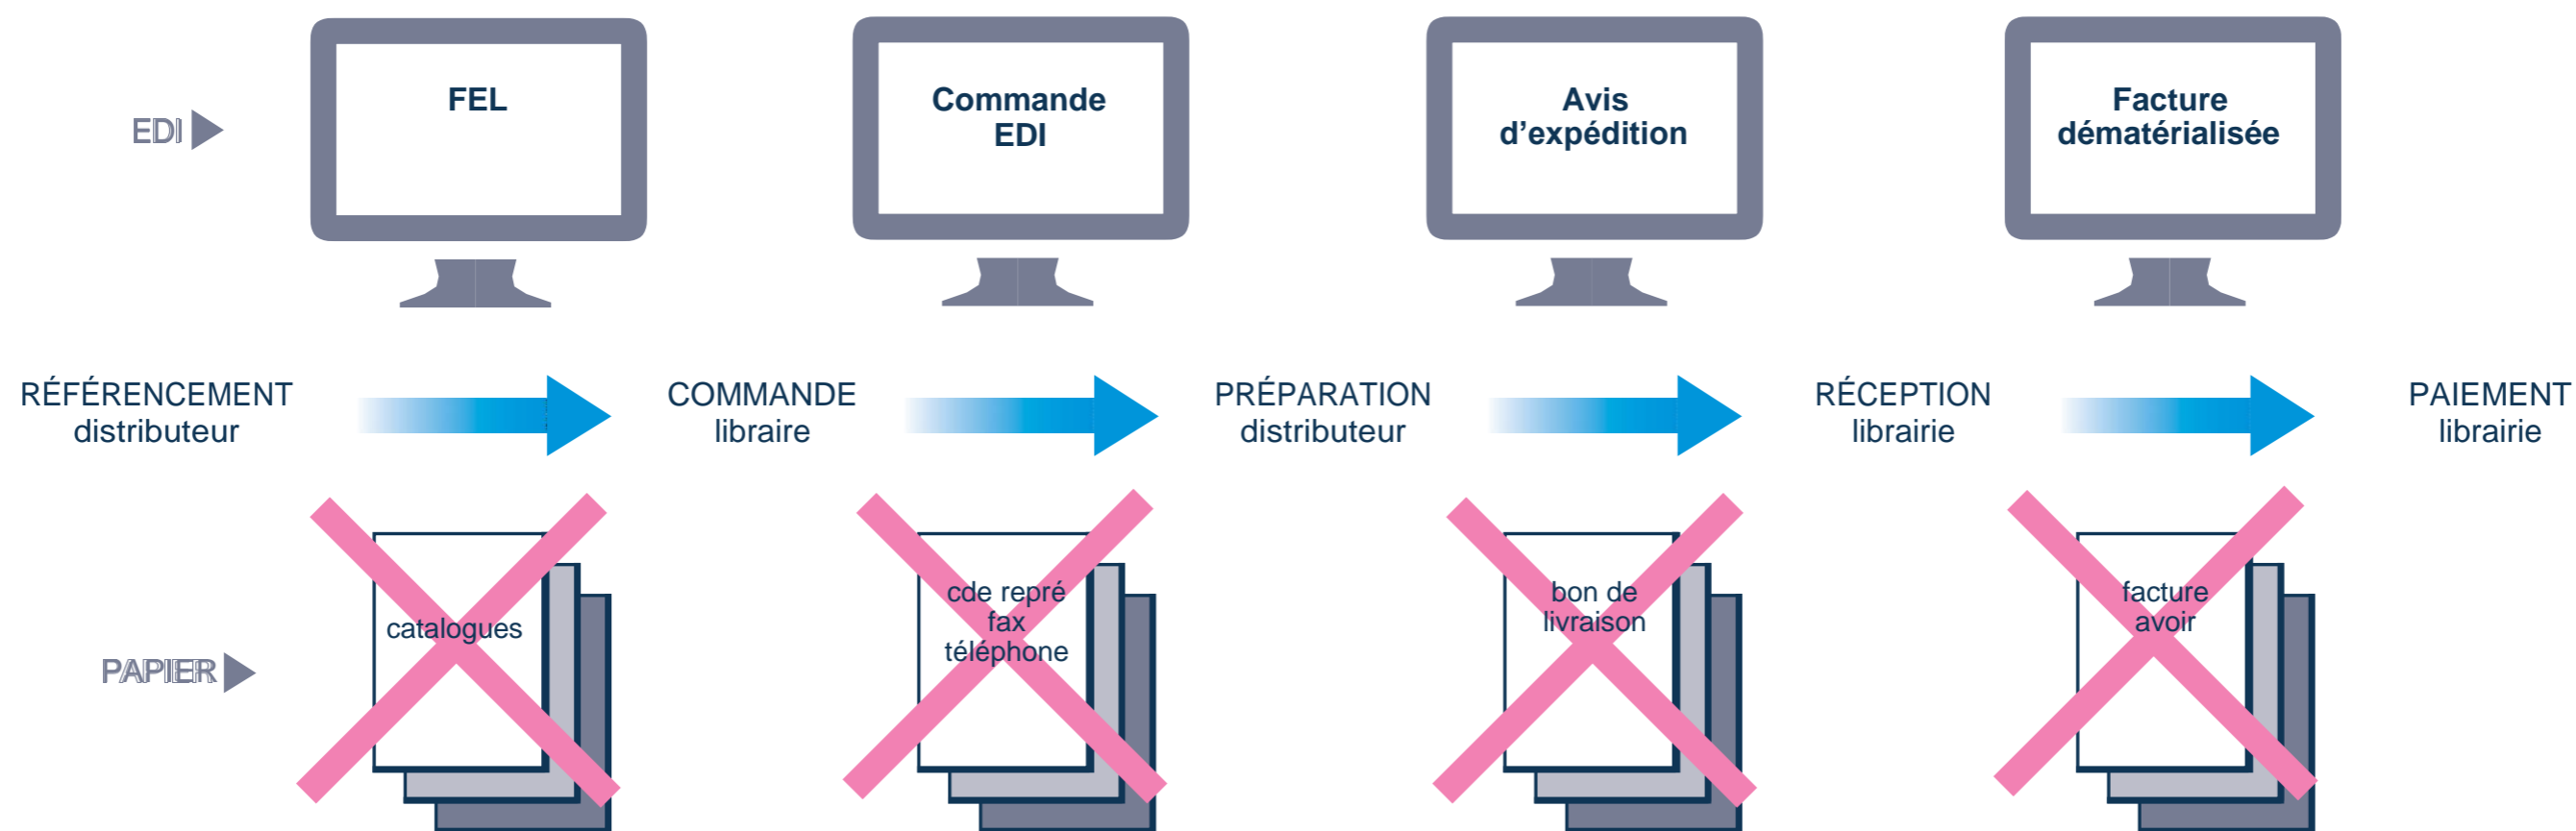 EDI
FEL
Commande
EDI
Avis
d’expédition
Facture
dématérialisée
RÉFÉRENCEMENT
distributeur
COMMANDE
libraire
PRÉPARATION
distributeur
RÉCEPTION
librairie
PAIEMENT
librairie
PAPIER
catalogues
cde repré
fax
téléphone
bon de
livraison
facture
avoir